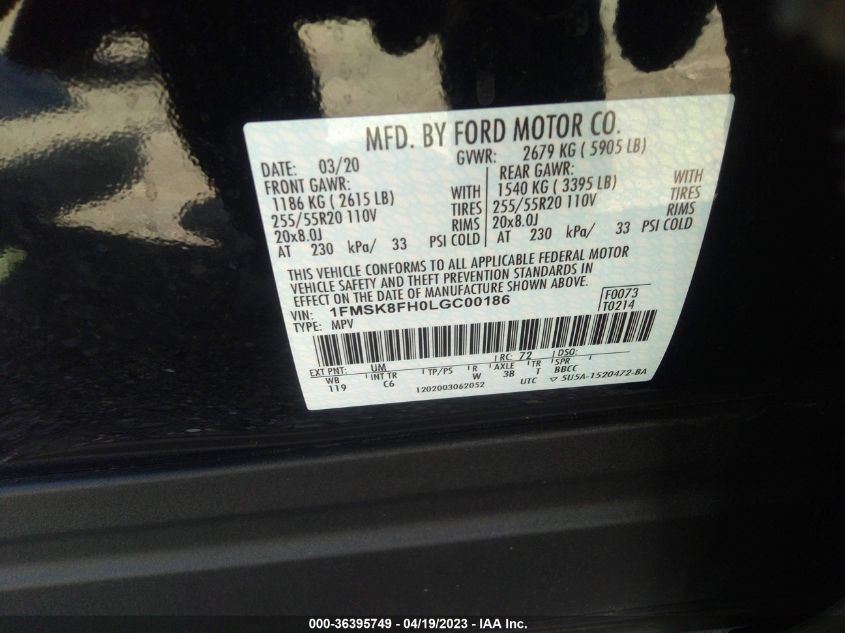 MFD. BY FORD MOTOR CO.
DATE: 03/20 GVWR: 2679 KG ( 5905 LB)
FRONT GAWR: REAR GAWR:
1186 KG ( 2615 LB) WITH 1540 KG ( 3395 LB) WITH
255/55R20 110V TIRES 255/55R20 110V TIRES
20x8.0J RIMS 20x8.0J RIMS
AT 230 kPa/ 33 PSI COLD AT 230 kPa/ 33 PSI COLD
THIS VEHICLE CONFORMS TO ALL APPLICABLE FEDERAL MOTOR
VEHICLE SAFETY AND THEFT PREVENTION STANDARDS IN
EFFECT ON THE DATE OF MANUFACTURE SHOWN ABOVE.
VIN: 1FMSK8FH0LGC00186 F0073
TYPE: MPV T0214
EXT PNT: UM RC: 72 DSO:
WB INT TR TP/PS R AXLE TR SPR
119 C6 W 3B T BBCC
1202003062052 UTC ▽ 5U5A-1520472-BA
000-36395749 - 04/19/2023 - IAA Inc.